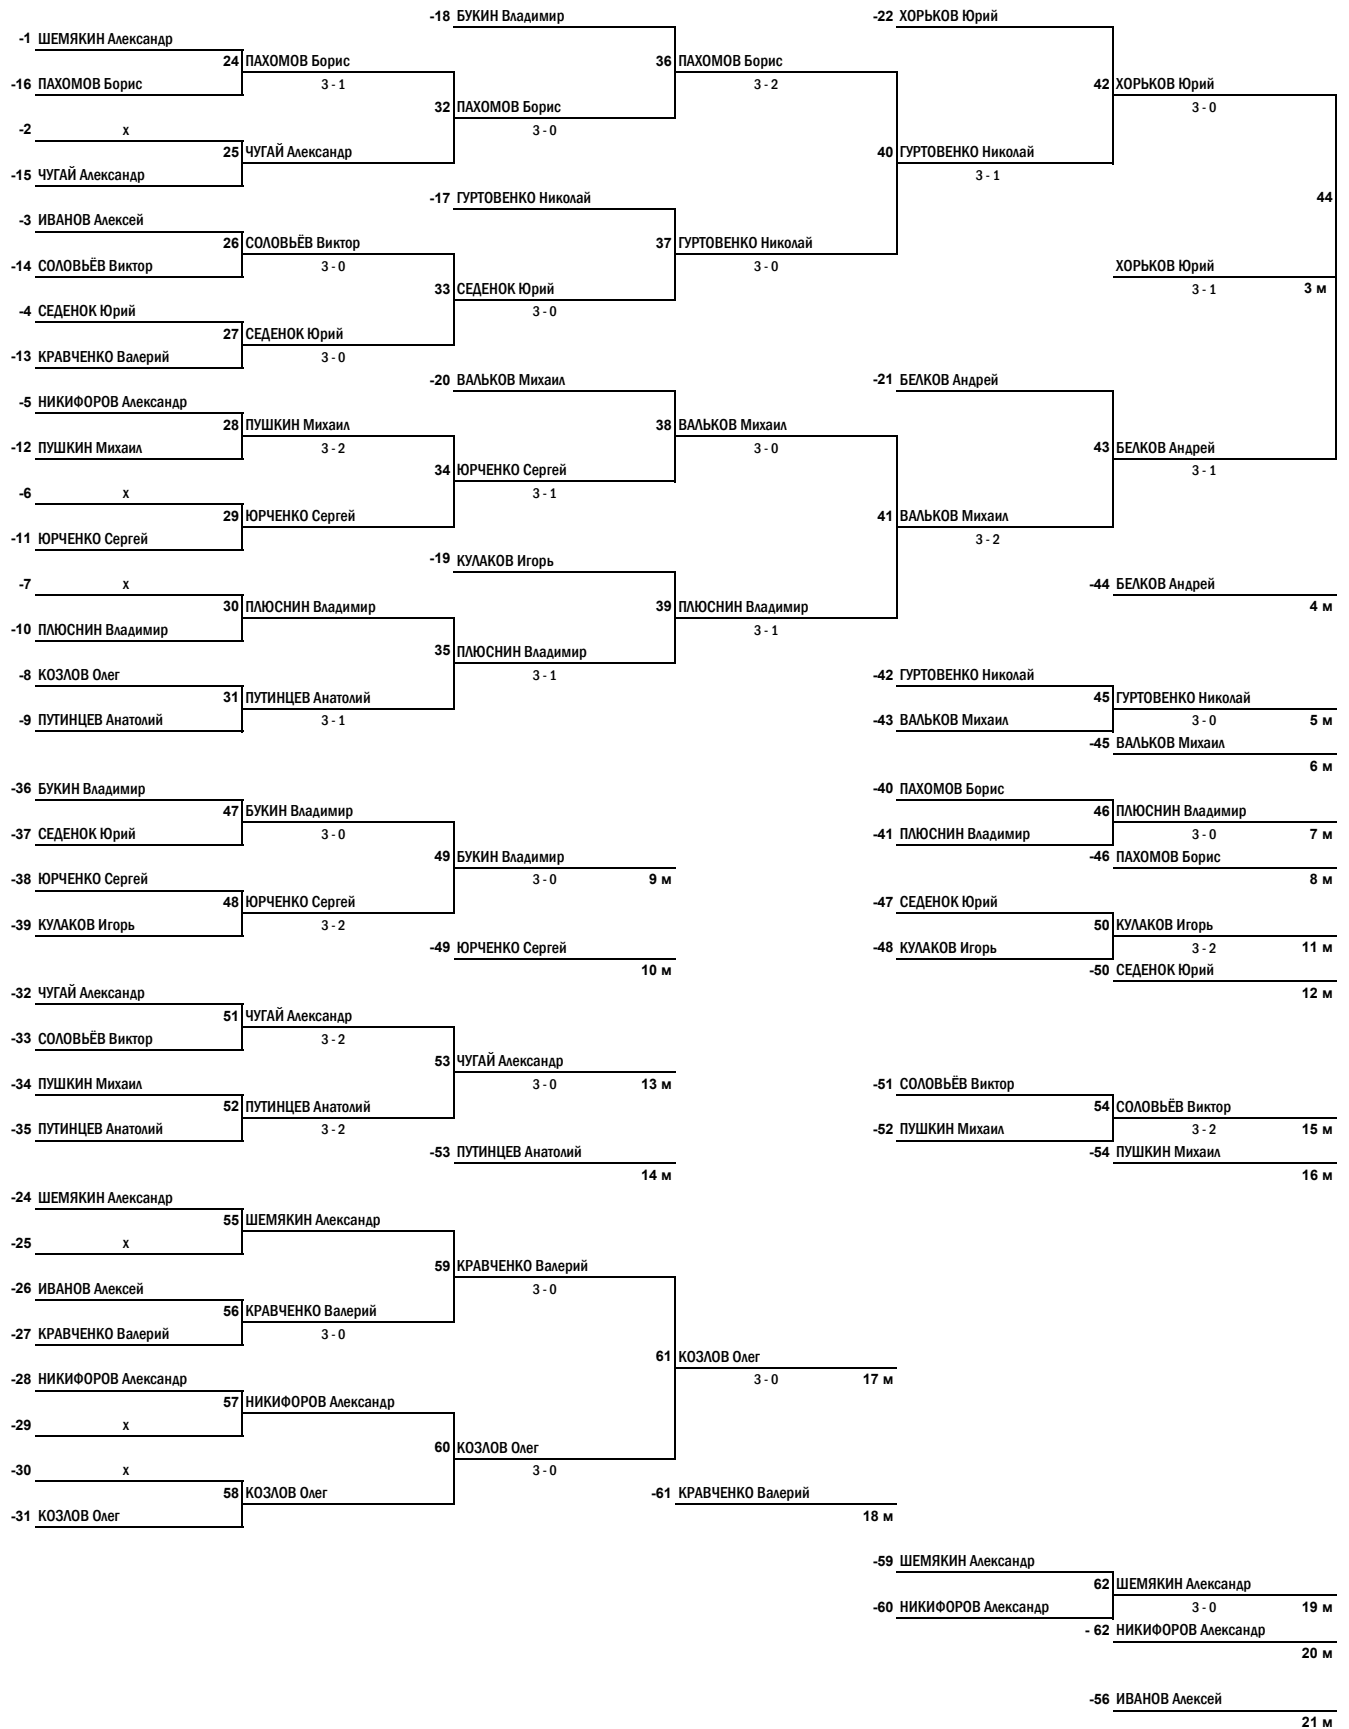 -18 БУКИН Владимир
-22 ХОРЬКОВ Юрий
-1 ШЕМЯКИН Александр
24 ПАХОМОВ Борис
36 ПАХОМОВ Борис
-16 ПАХОМОВ Борис
3 - 1
3 - 2
42 ХОРЬКОВ Юрий
32 ПАХОМОВ Борис
3 - 0
-2 х
3 - 0
25 ЧУГАЙ Александр
40 ГУРТОВЕНКО Николай
-15 ЧУГАЙ Александр
3 - 1
-17 ГУРТОВЕНКО Николай
44
-3 ИВАНОВ Алексей
26 СОЛОВЬЁВ Виктор
37 ГУРТОВЕНКО Николай
-14 СОЛОВЬЁВ Виктор
3 - 0
3 - 0
ХОРЬКОВ Юрий
33 СЕДЕНОК Юрий
3 - 1
3 м
-4 СЕДЕНОК Юрий
3 - 0
27 СЕДЕНОК Юрий
-13 КРАВЧЕНКО Валерий
3 - 0
-20 ВАЛЬКОВ Михаил
-21 БЕЛКОВ Андрей
-5 НИКИФОРОВ Александр
28 ПУШКИН Михаил
38 ВАЛЬКОВ Михаил
-12 ПУШКИН Михаил
3 - 2
3 - 0
43 БЕЛКОВ Андрей
34 ЮРЧЕНКО Сергей
3 - 1
-6 х
3 - 1
29 ЮРЧЕНКО Сергей
41 ВАЛЬКОВ Михаил
-11 ЮРЧЕНКО Сергей
3 - 2
-19 КУЛАКОВ Игорь
-7 х
-44 БЕЛКОВ Андрей
30 ПЛЮСНИН Владимир
39 ПЛЮСНИН Владимир
4 м
-10 ПЛЮСНИН Владимир
3 - 1
35 ПЛЮСНИН Владимир
-8 КОЗЛОВ Олег
3 - 1
-42 ГУРТОВЕНКО Николай
31 ПУТИНЦЕВ Анатолий
45 ГУРТОВЕНКО Николай
-9 ПУТИНЦЕВ Анатолий
3 - 1
-43 ВАЛЬКОВ Михаил
3 - 0
5 м
-45 ВАЛЬКОВ Михаил
6 м
-36 БУКИН Владимир
-40 ПАХОМОВ Борис
47 БУКИН Владимир
46 ПЛЮСНИН Владимир
-37 СЕДЕНОК Юрий
3 - 0
-41 ПЛЮСНИН Владимир
3 - 0
7 м
49 БУКИН Владимир
-46 ПАХОМОВ Борис
-38 ЮРЧЕНКО Сергей
3 - 0
9 м
8 м
48 ЮРЧЕНКО Сергей
-47 СЕДЕНОК Юрий
-39 КУЛАКОВ Игорь
3 - 2
50 КУЛАКОВ Игорь
-49 ЮРЧЕНКО Сергей
-48 КУЛАКОВ Игорь
3 - 2
11 м
10 м
-50 СЕДЕНОК Юрий
-32 ЧУГАЙ Александр
12 м
51 ЧУГАЙ Александр
-33 СОЛОВЬЁВ Виктор
3 - 2
53 ЧУГАЙ Александр
-34 ПУШКИН Михаил
3 - 0
13 м
-51 СОЛОВЬЁВ Виктор
52 ПУТИНЦЕВ Анатолий
54 СОЛОВЬЁВ Виктор
-35 ПУТИНЦЕВ Анатолий
3 - 2
-52 ПУШКИН Михаил
3 - 2
15 м
-53 ПУТИНЦЕВ Анатолий
-54 ПУШКИН Михаил
14 м
16 м
-24 ШЕМЯКИН Александр
55 ШЕМЯКИН Александр
-25 х
59 КРАВЧЕНКО Валерий
-26 ИВАНОВ Алексей
3 - 0
56 КРАВЧЕНКО Валерий
-27 КРАВЧЕНКО Валерий
3 - 0
61 КОЗЛОВ Олег
-28 НИКИФОРОВ Александр
3 - 0
17 м
57 НИКИФОРОВ Александр
-29 х
60 КОЗЛОВ Олег
-30 х
3 - 0
58 КОЗЛОВ Олег
-61 КРАВЧЕНКО Валерий
-31 КОЗЛОВ Олег
18 м
-59 ШЕМЯКИН Александр
62 ШЕМЯКИН Александр
-60 НИКИФОРОВ Александр
3 - 0
19 м
- 62 НИКИФОРОВ Александр
20 м
-56 ИВАНОВ Алексей
21 м